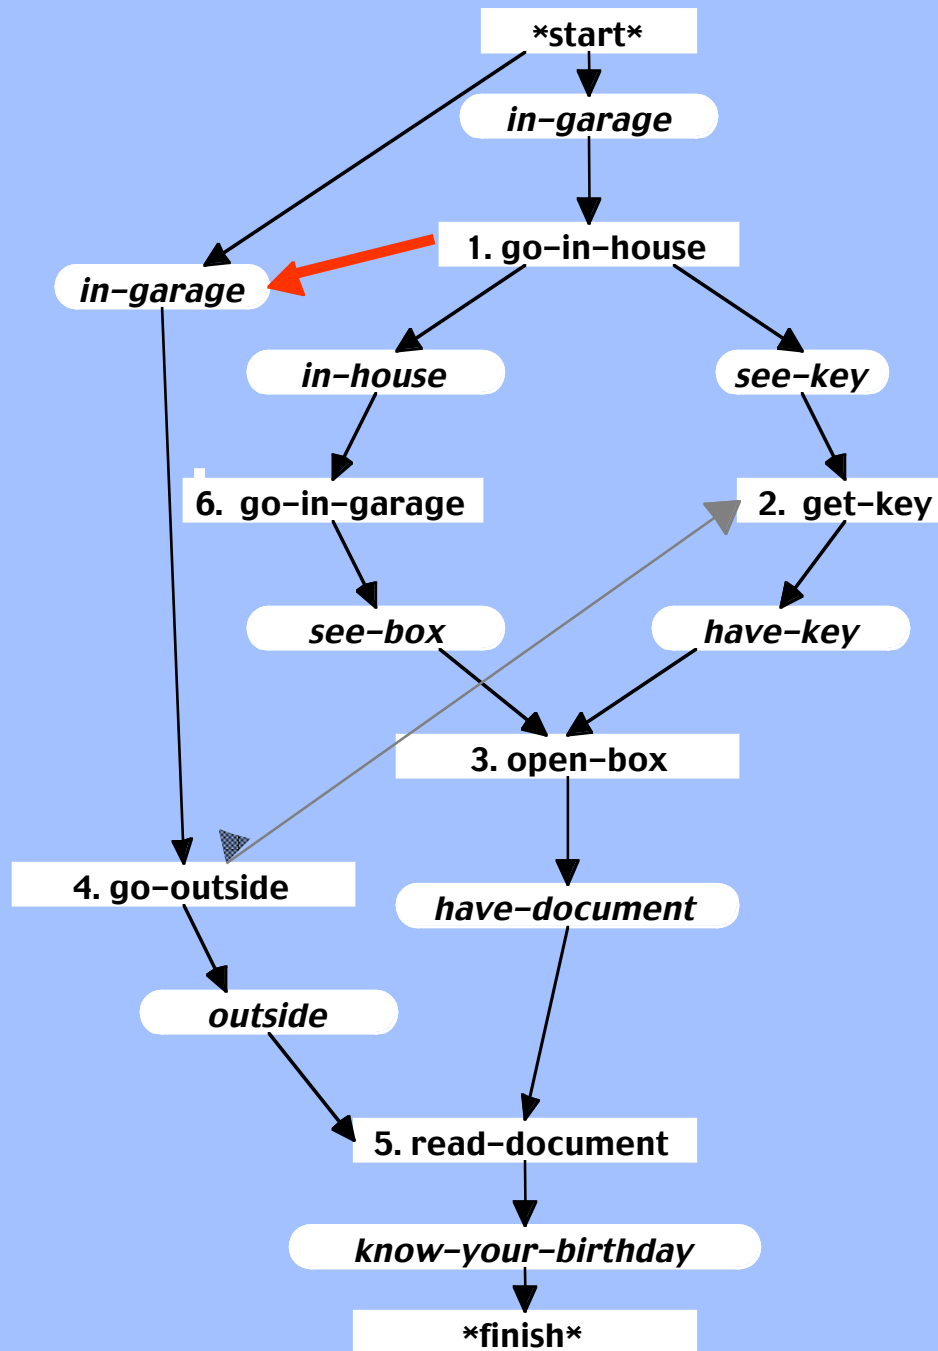 *start*
in-garage
1. go-in-house
in-garage
in-house
see-key
6. go-in-garage
2. get-key
see-box
have-key
3. open-box
4. go-outside
have-document
outside
5. read-document
know-your-birthday
*finish*